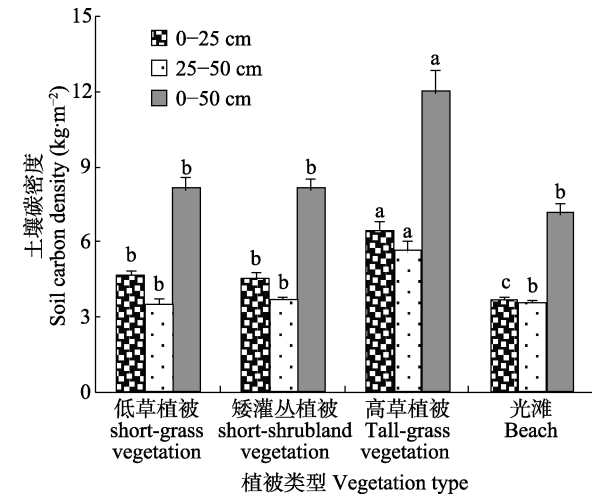 15
12
9
6
3
0
土壤碳密度
Soil carbon density (kg·m⁻²)
0−25 cm
25−50 cm
0−50 cm
b
b
b
b
b
b
a
a
a
c
b
b
低草植被
short-grass
vegetation
矮灌丛植被
short-shrubland
vegetation
高草植被
Tall-grass
vegetation
光滩
Beach
植被类型 Vegetation type